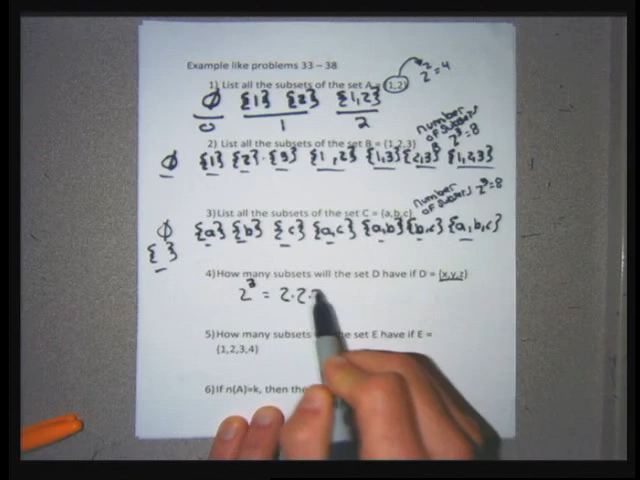 Example like problems 33 – 38
1) List all the subsets of the set A = {1,2} 2² = 4
∅ {1} {2} {1,2}
0 1 2
number of subsets 2³ = 8
2) List all the subsets of the set B = {1,2,3}
∅ {1} {2} {3} {1,2} {1,3} {2,3} {1,2,3}
number of subsets 2³ = 8
3) List all the subsets of the set C = {a,b,c}
∅ {a} {b} {c} {a,c} {a,b} {b,c} {a,b,c}
{ }
4) How many subsets will the set D have if D = {x,y,z}
2³ = 2·2·
5) How many subsets the set E have if E =
{1,2,3,4}
6) If n(A)=k, then the